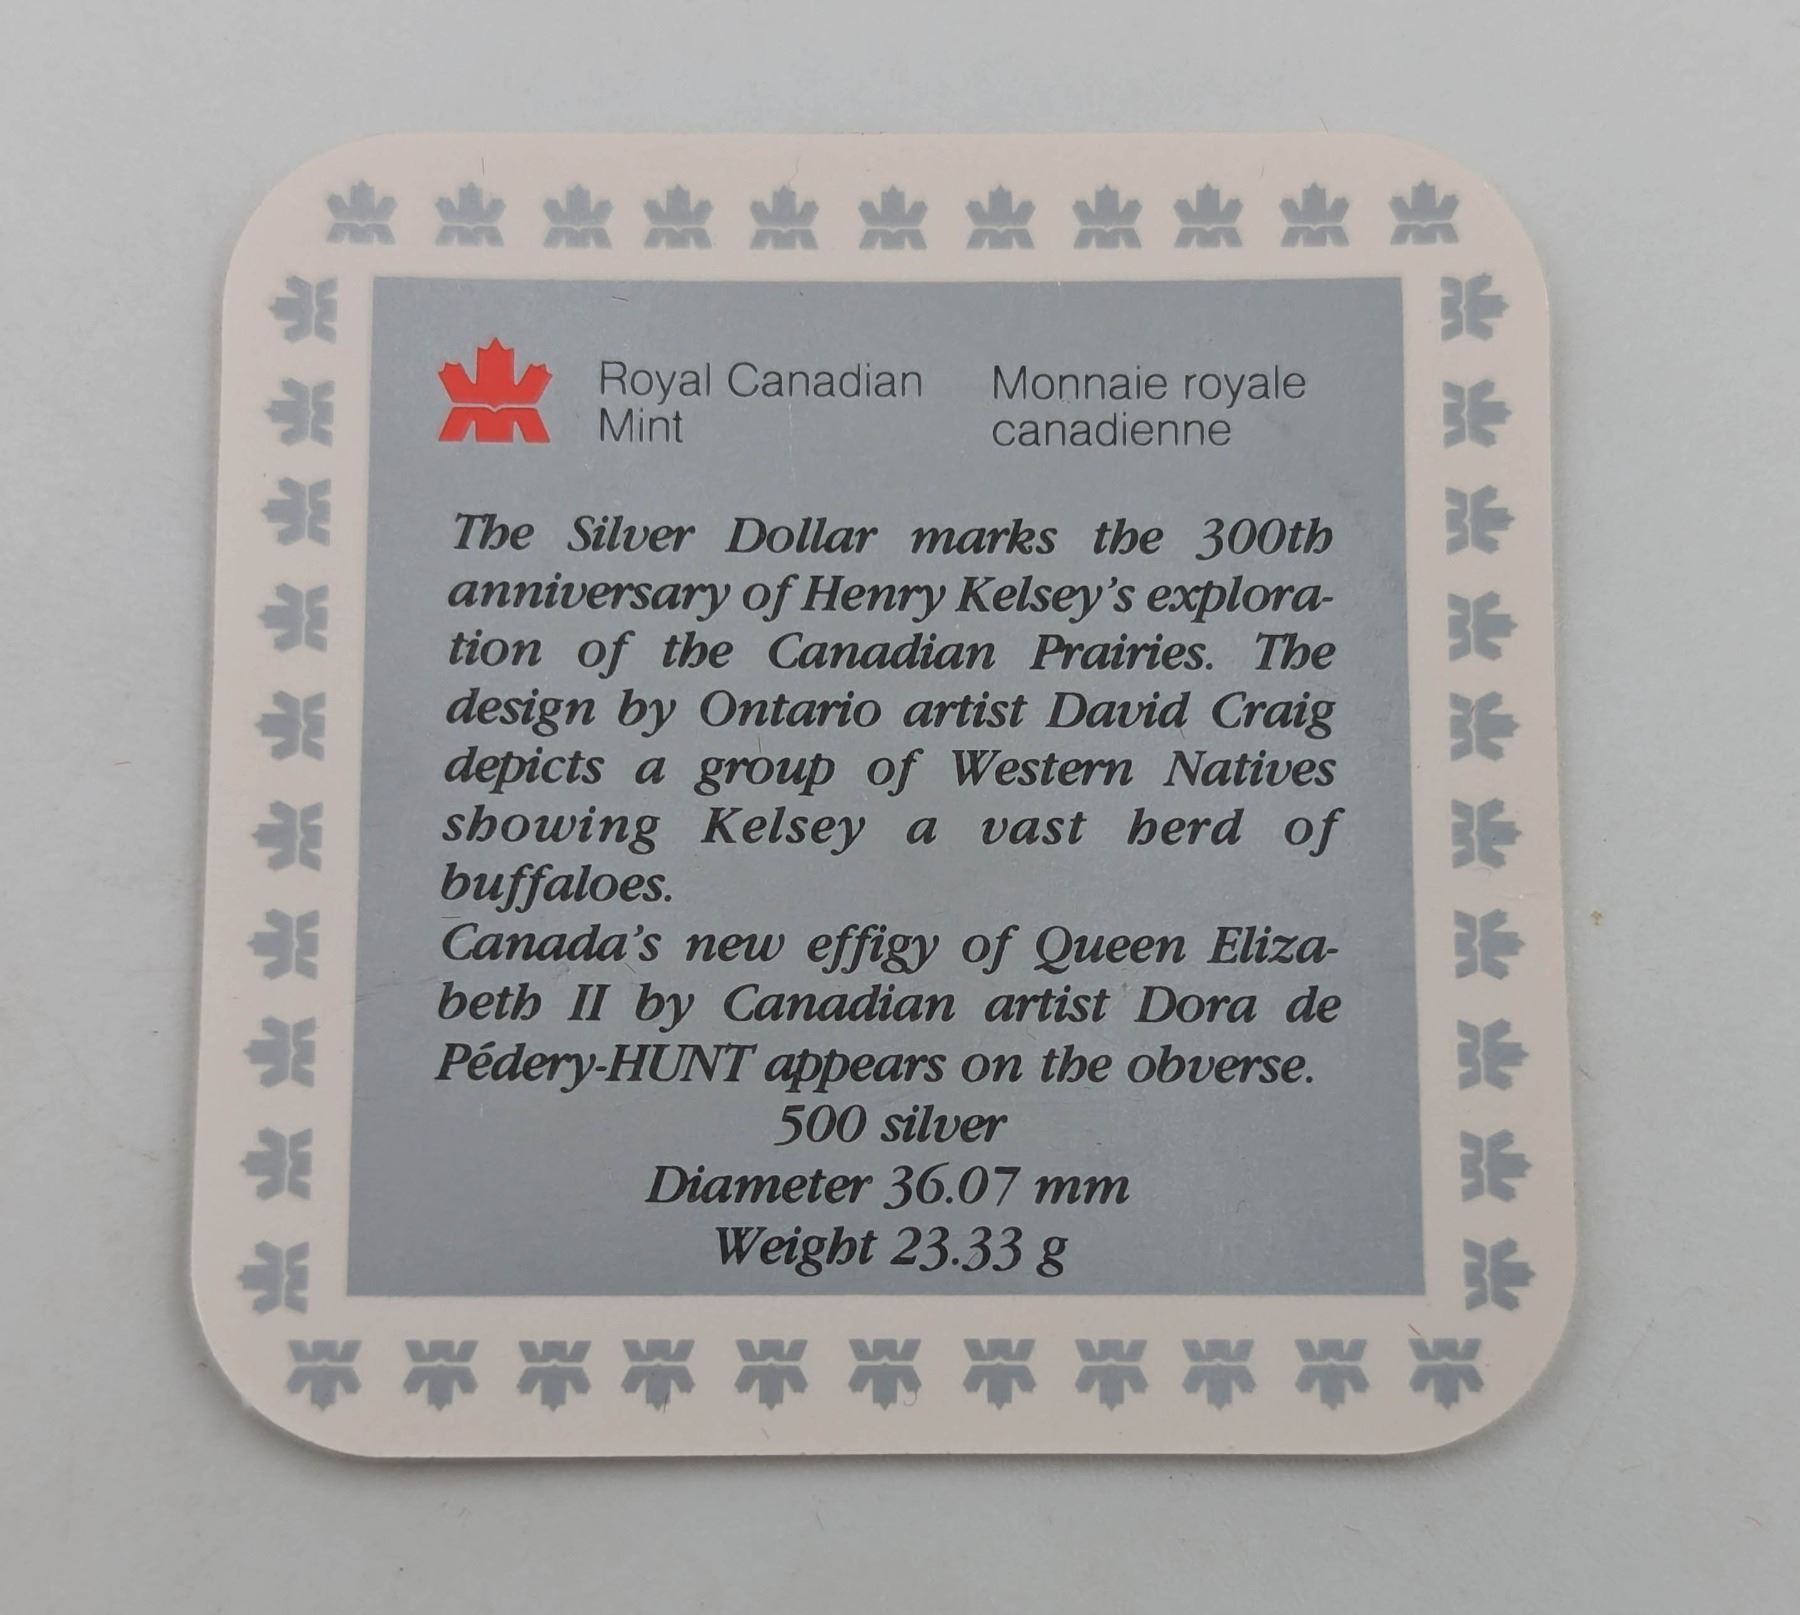 Royal Canadian
Mint
Monnaie royale
canadienne
The Silver Dollar marks the 300th
anniversary of Henry Kelsey's explora-
tion of the Canadian Prairies. The
design by Ontario artist David Craig
depicts a group of Western Natives
showing Kelsey a vast herd of
buffaloes.
Canada's new effigy of Queen Eliza-
beth II by Canadian artist Dora de
Pédery-HUNT appears on the obverse.
500 silver
Diameter 36.07 mm
Weight 23.33 g